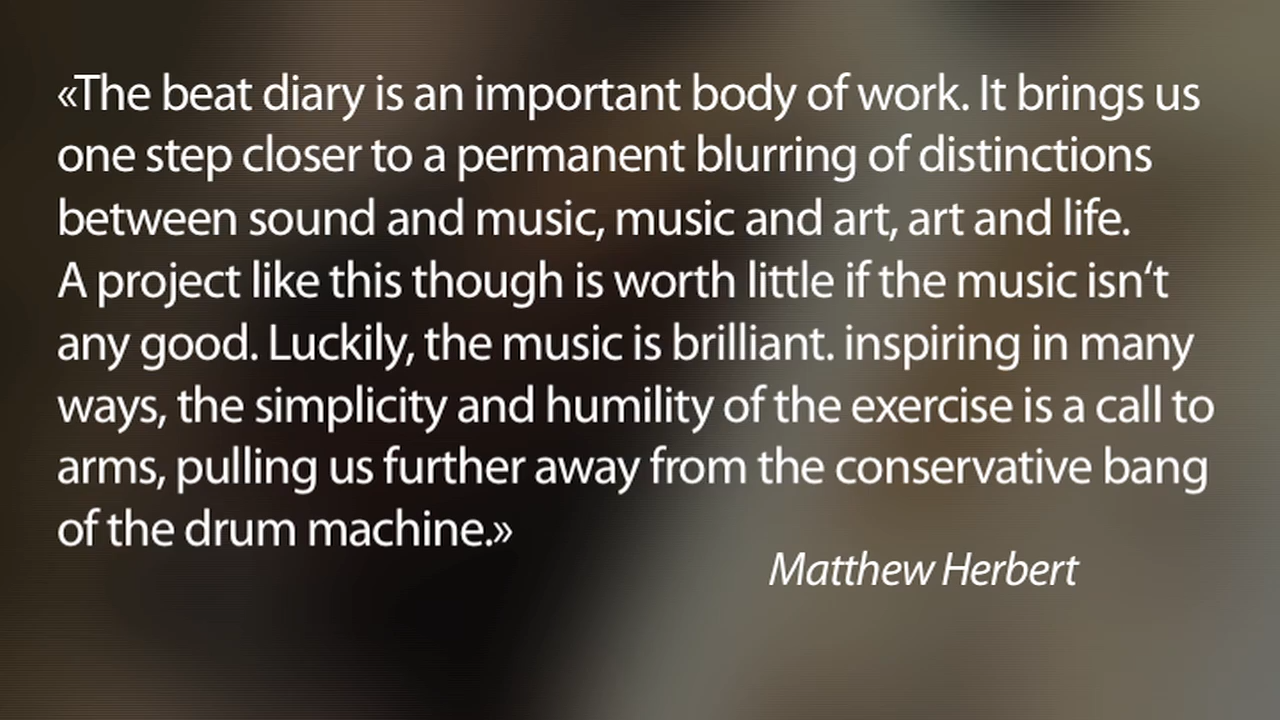 «The beat diary is an important body of work. It brings us
one step closer to a permanent blurring of distinctions
between sound and music, music and art, art and life.
A project like this though is worth little if the music isn‘t
any good. Luckily, the music is brilliant. inspiring in many
ways, the simplicity and humility of the exercise is a call to
arms, pulling us further away from the conservative bang
of the drum machine.»
Matthew Herbert